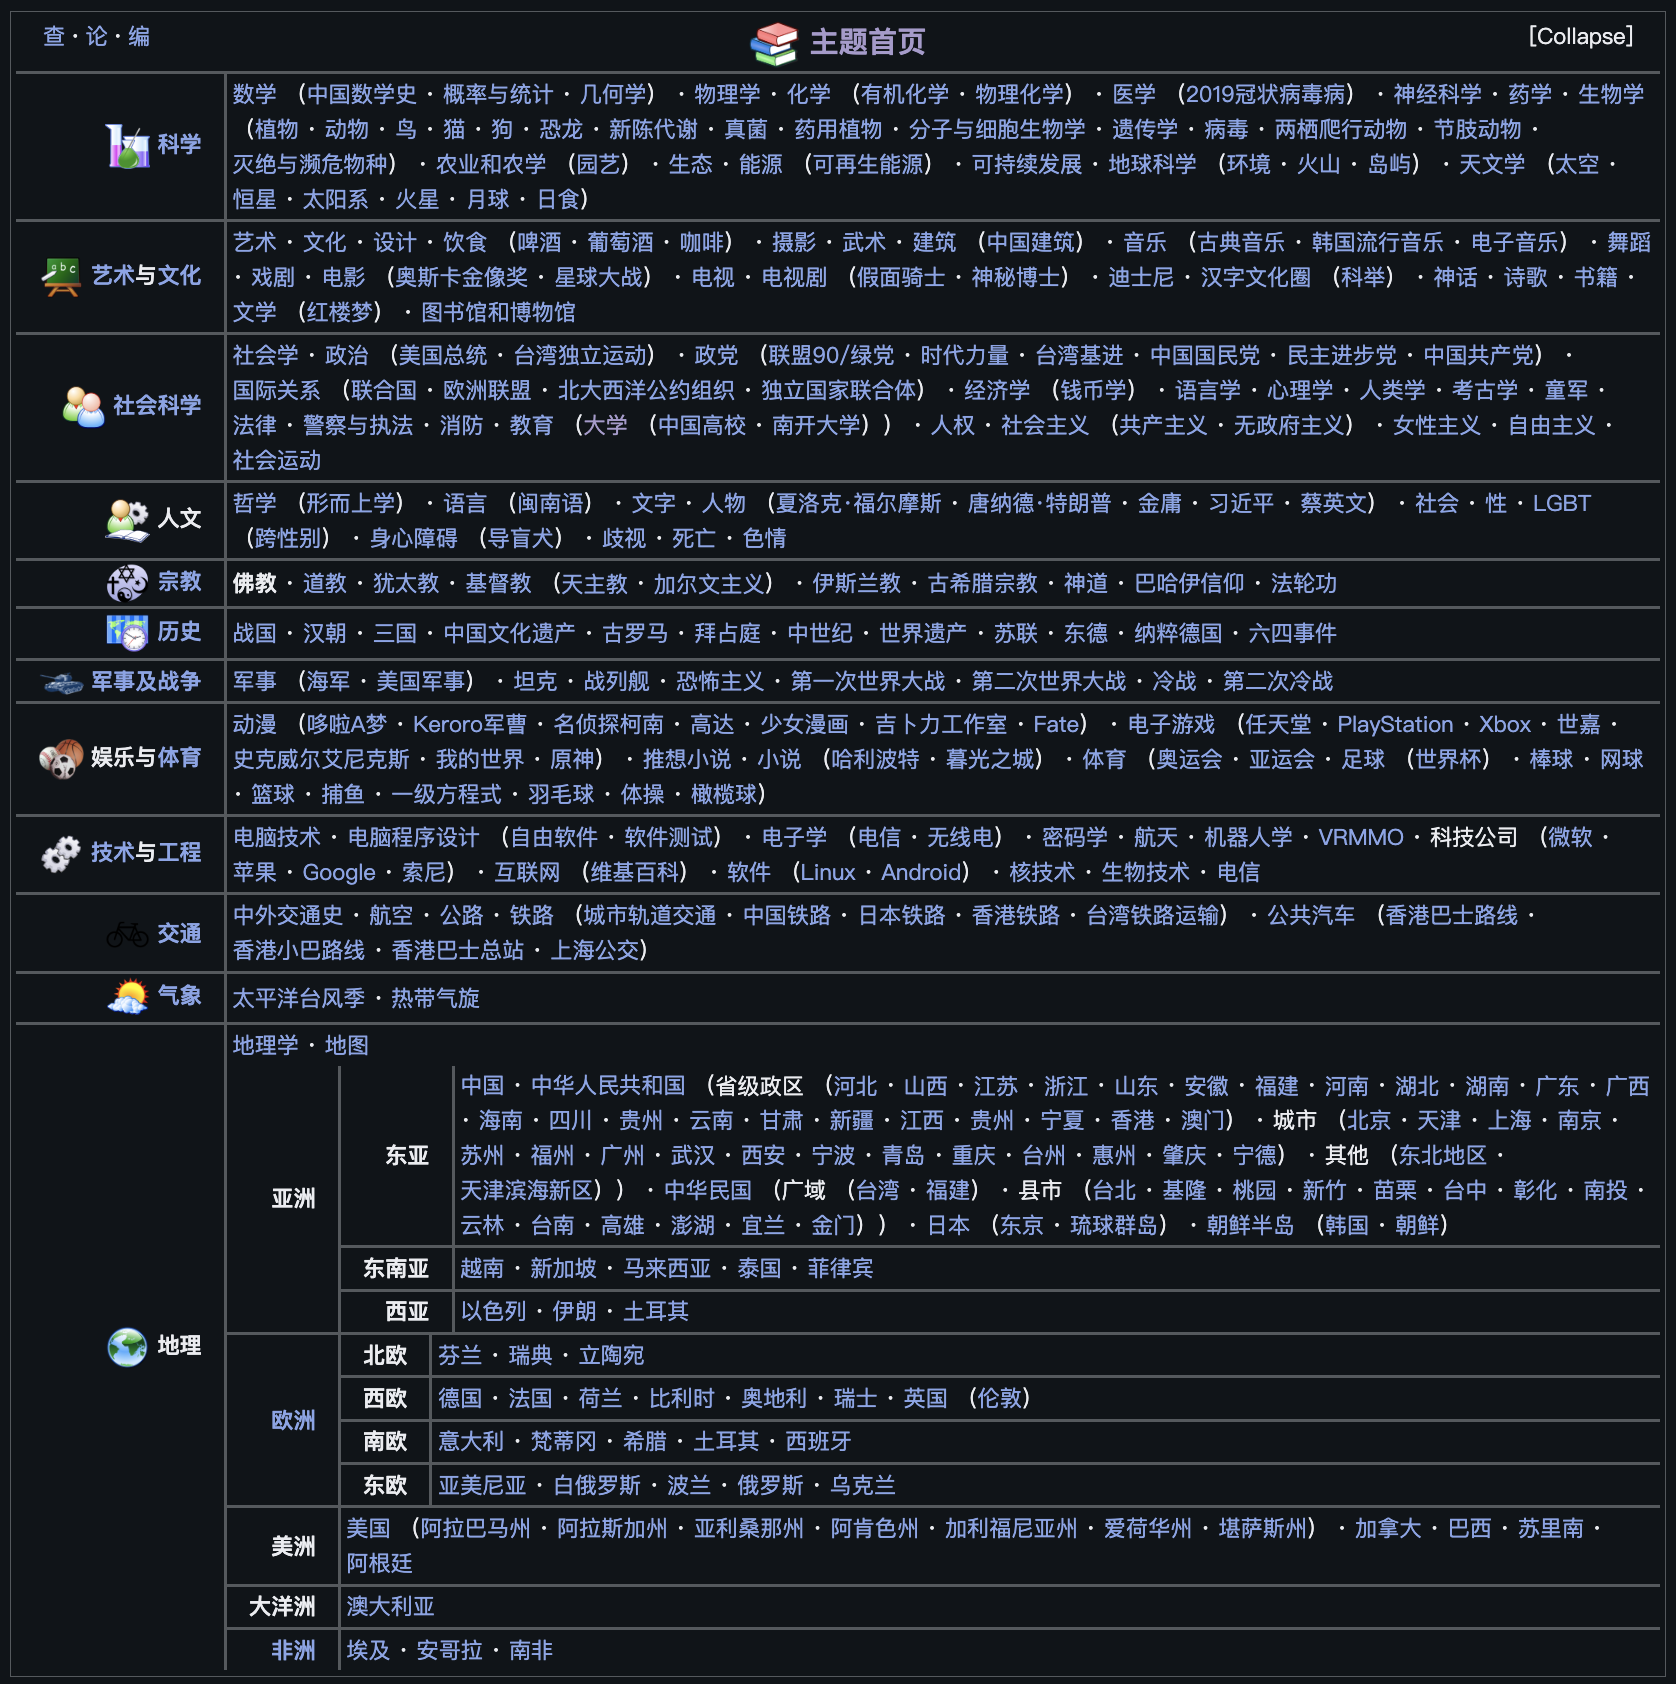 查 · 论 · 编
主题首页
[Collapse]
科学
数学 （中国数学史 · 概率与统计 · 几何学） · 物理学 · 化学 （有机化学 · 物理化学） · 医学 （2019冠状病毒病） · 神经科学 · 药学 · 生物学
（植物 · 动物 · 鸟 · 猫 · 狗 · 恐龙 · 新陈代谢 · 真菌 · 药用植物 · 分子与细胞生物学 · 遗传学 · 病毒 · 两栖爬行动物 · 节肢动物 ·
灭绝与濒危物种） · 农业和农学 （园艺） · 生态 · 能源 （可再生能源） · 可持续发展 · 地球科学 （环境 · 火山 · 岛屿） · 天文学 （太空 ·
恒星 · 太阳系 · 火星 · 月球 · 日食）
艺术与文化
艺术 · 文化 · 设计 · 饮食 （啤酒 · 葡萄酒 · 咖啡） · 摄影 · 武术 · 建筑 （中国建筑） · 音乐 （古典音乐 · 韩国流行音乐 · 电子音乐） · 舞蹈
· 戏剧 · 电影 （奥斯卡金像奖 · 星球大战） · 电视 · 电视剧 （假面骑士 · 神秘博士） · 迪士尼 · 汉字文化圈 （科举） · 神话 · 诗歌 · 书籍 ·
文学 （红楼梦） · 图书馆和博物馆
社会科学
社会学 · 政治 （美国总统 · 台湾独立运动） · 政党 （联盟90/绿党 · 时代力量 · 台湾基进 · 中国国民党 · 民主进步党 · 中国共产党） ·
国际关系 （联合国 · 欧洲联盟 · 北大西洋公约组织 · 独立国家联合体） · 经济学 （钱币学） · 语言学 · 心理学 · 人类学 · 考古学 · 童军 ·
法律 · 警察与执法 · 消防 · 教育 （大学 （中国高校 · 南开大学）） · 人权 · 社会主义 （共产主义 · 无政府主义） · 女性主义 · 自由主义 ·
社会运动
人文
哲学 （形而上学） · 语言 （闽南语） · 文字 · 人物 （夏洛克·福尔摩斯 · 唐纳德·特朗普 · 金庸 · 习近平 · 蔡英文） · 社会 · 性 · LGBT
（跨性别） · 身心障碍 （导盲犬） · 歧视 · 死亡 · 色情
宗教
佛教 · 道教 · 犹太教 · 基督教 （天主教 · 加尔文主义） · 伊斯兰教 · 古希腊宗教 · 神道 · 巴哈伊信仰 · 法轮功
历史
战国 · 汉朝 · 三国 · 中国文化遗产 · 古罗马 · 拜占庭 · 中世纪 · 世界遗产 · 苏联 · 东德 · 纳粹德国 · 六四事件
军事及战争
军事 （海军 · 美国军事） · 坦克 · 战列舰 · 恐怖主义 · 第一次世界大战 · 第二次世界大战 · 冷战 · 第二次冷战
娱乐与体育
动漫 （哆啦A梦 · Keroro军曹 · 名侦探柯南 · 高达 · 少女漫画 · 吉卜力工作室 · Fate） · 电子游戏 （任天堂 · PlayStation · Xbox · 世嘉 ·
史克威尔艾尼克斯 · 我的世界 · 原神） · 推想小说 · 小说 （哈利波特 · 暮光之城） · 体育 （奥运会 · 亚运会 · 足球 （世界杯） · 棒球 · 网球
· 篮球 · 捕鱼 · 一级方程式 · 羽毛球 · 体操 · 橄榄球）
技术与工程
电脑技术 · 电脑程序设计 （自由软件 · 软件测试） · 电子学 （电信 · 无线电） · 密码学 · 航天 · 机器人学 · VRMMO · 科技公司 （微软 ·
苹果 · Google · 索尼） · 互联网 （维基百科） · 软件 （Linux · Android） · 核技术 · 生物技术 · 电信
交通
中外交通史 · 航空 · 公路 · 铁路 （城市轨道交通 · 中国铁路 · 日本铁路 · 香港铁路 · 台湾铁路运输） · 公共汽车 （香港巴士路线 ·
香港小巴路线 · 香港巴士总站 · 上海公交）
气象
太平洋台风季 · 热带气旋
地理
地理学 · 地图
亚洲
东亚
中国 · 中华人民共和国 （省级政区 （河北 · 山西 · 江苏 · 浙江 · 山东 · 安徽 · 福建 · 河南 · 湖北 · 湖南 · 广东 · 广西
· 海南 · 四川 · 贵州 · 云南 · 甘肃 · 新疆 · 江西 · 贵州 · 宁夏 · 香港 · 澳门） · 城市 （北京 · 天津 · 上海 · 南京 ·
苏州 · 福州 · 广州 · 武汉 · 西安 · 宁波 · 青岛 · 重庆 · 台州 · 惠州 · 肇庆 · 宁德） · 其他 （东北地区 ·
天津滨海新区）） · 中华民国 （广域 （台湾 · 福建） · 县市 （台北 · 基隆 · 桃园 · 新竹 · 苗栗 · 台中 · 彰化 · 南投 ·
云林 · 台南 · 高雄 · 澎湖 · 宜兰 · 金门）） · 日本 （东京 · 琉球群岛） · 朝鲜半岛 （韩国 · 朝鲜）
东南亚
越南 · 新加坡 · 马来西亚 · 泰国 · 菲律宾
西亚
以色列 · 伊朗 · 土耳其
欧洲
北欧
芬兰 · 瑞典 · 立陶宛
西欧
德国 · 法国 · 荷兰 · 比利时 · 奥地利 · 瑞士 · 英国 （伦敦）
南欧
意大利 · 梵蒂冈 · 希腊 · 土耳其 · 西班牙
东欧
亚美尼亚 · 白俄罗斯 · 波兰 · 俄罗斯 · 乌克兰
美洲
美国 （阿拉巴马州 · 阿拉斯加州 · 亚利桑那州 · 阿肯色州 · 加利福尼亚州 · 爱荷华州 · 堪萨斯州） · 加拿大 · 巴西 · 苏里南 ·
阿根廷
大洋洲
澳大利亚
非洲
埃及 · 安哥拉 · 南非